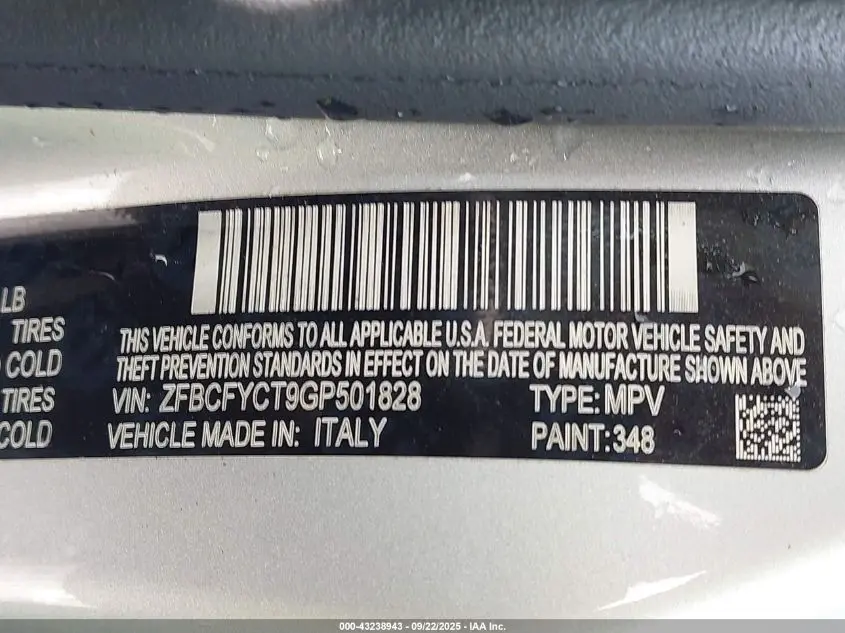 LB
TIRES
COLD
TIRES
COLD
THIS VEHICLE CONFORMS TO ALL APPLICABLE U.S.A. FEDERAL MOTOR VEHICLE SAFETY AND
THEFT PREVENTION STANDARDS IN EFFECT ON THE DATE OF MANUFACTURE SHOWN ABOVE
VIN: ZFBCFYCT9GP501828 TYPE: MPV
VEHICLE MADE IN: ITALY PAINT: 348
000-43238943 - 09/22/2025 - IAA Inc.